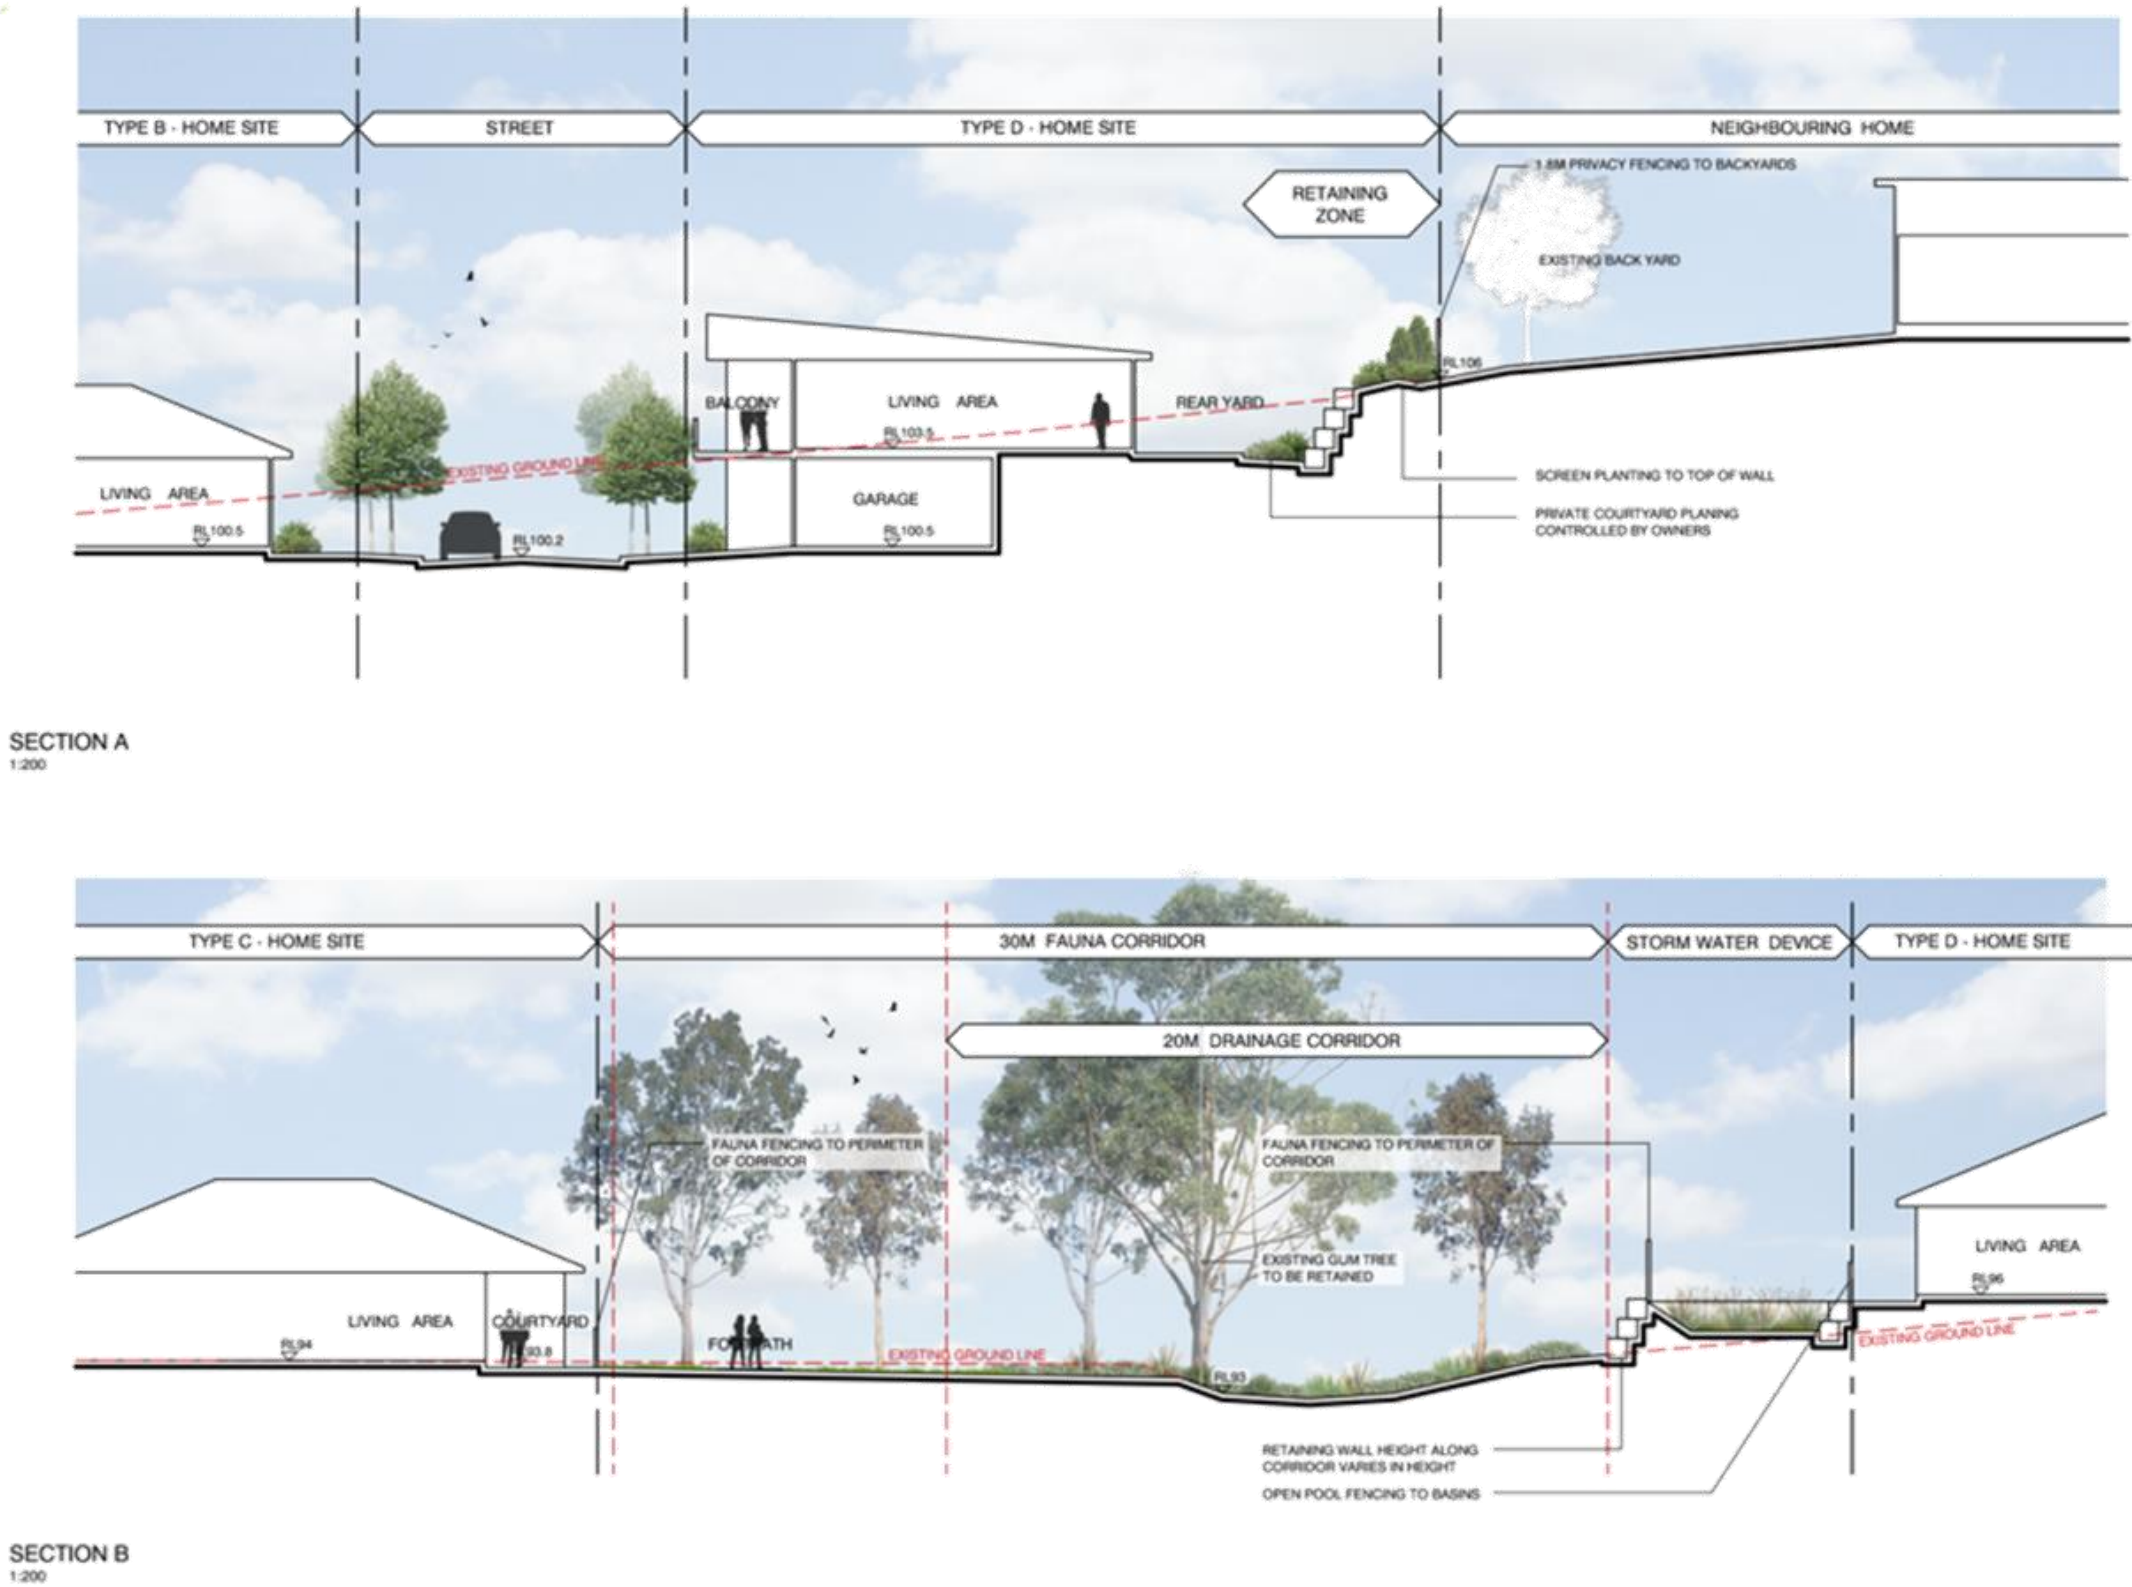 TYPE B - HOME SITE
STREET
TYPE D - HOME SITE
NEIGHBOURING HOME
1.8M PRIVACY FENCING TO BACKYARDS
RETAINING
ZONE
EXISTING BACK YARD
RL106
BALCONY
LIVING AREA
REAR YARD
RL103.5
EXISTING GROUND LINE
LIVING AREA
GARAGE
SCREEN PLANTING TO TOP OF WALL
RL100.5
RL100.2
RL100.5
PRIVATE COURTYARD PLANING
CONTROLLED BY OWNERS
SECTION A
1:200
TYPE C - HOME SITE
30M FAUNA CORRIDOR
STORM WATER DEVICE
TYPE D - HOME SITE
20M DRAINAGE CORRIDOR
FAUNA FENCING TO PERIMETER
OF CORRIDOR
FAUNA FENCING TO PERIMETER OF
CORRIDOR
EXISTING GUM TREE
TO BE RETAINED
LIVING AREA
RL96
LIVING AREA
COURTYARD
RL94
93.8
EXISTING GROUND LINE
EXISTING GROUND LINE
RL93
RETAINING WALL HEIGHT ALONG
CORRIDOR VARIES IN HEIGHT
OPEN POOL FENCING TO BASINS
SECTION B
1:200